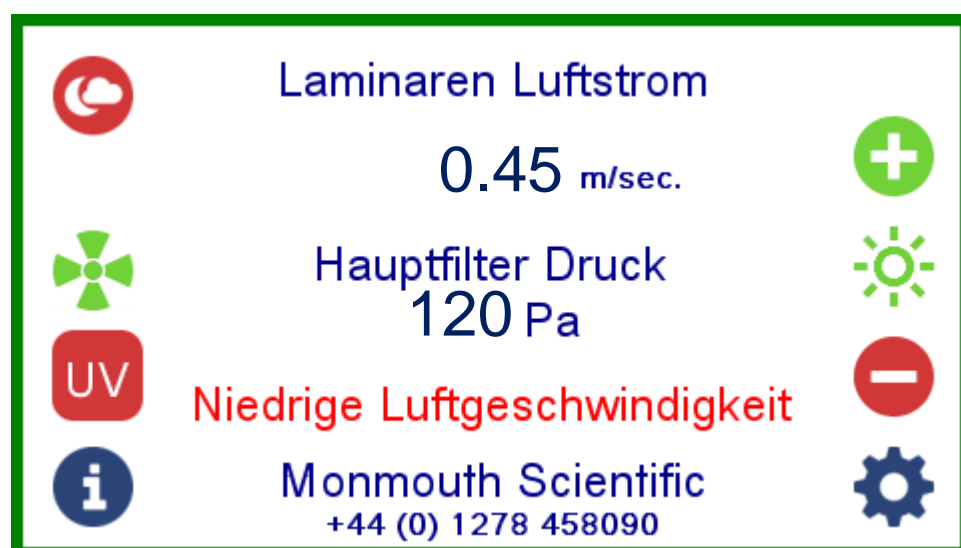 Laminaren Luftstrom
0.45 m/sec.
Hauptfilter Druck
120 Pa
UV
Niedrige Luftgeschwindigkeit
Monmouth Scientific
+44 (0) 1278 458090